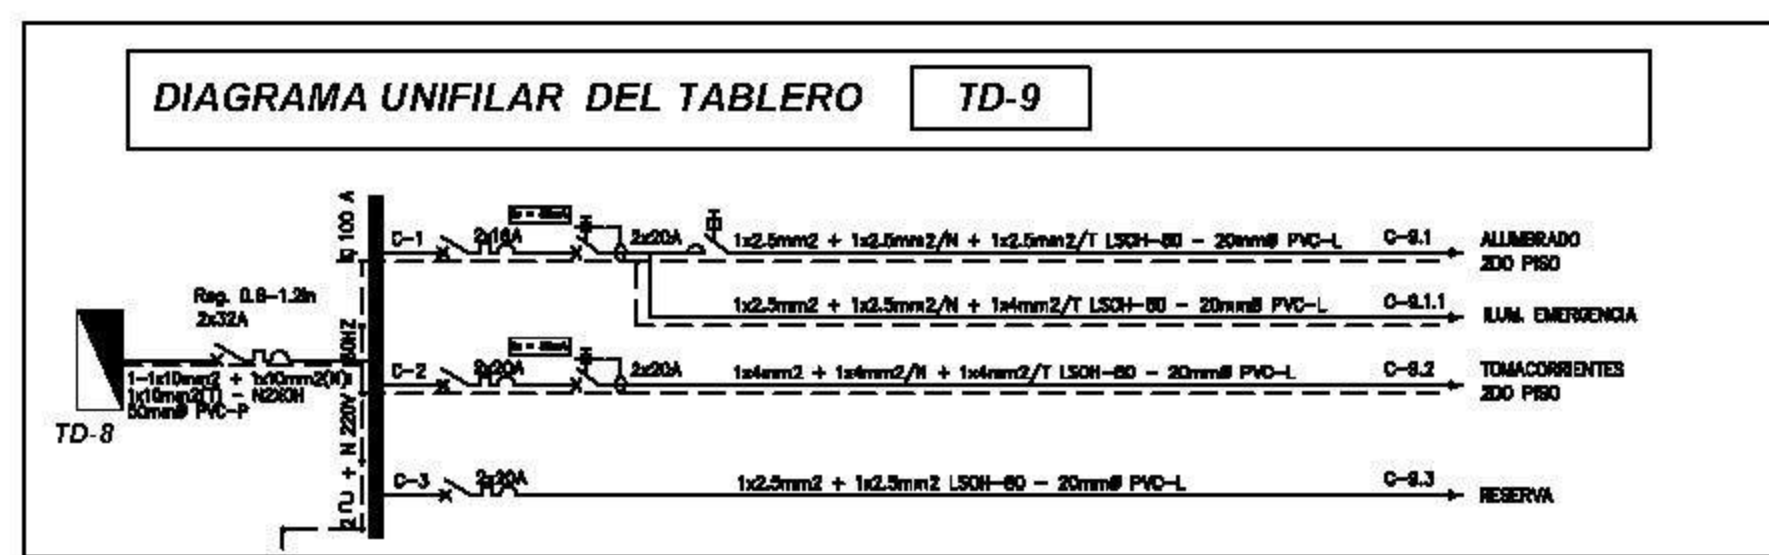 DIAGRAMA UNIFILAR DEL TABLERO TD-9
100 A
C-1 2x16A 2x20A 1x2.5mm2 + 1x2.5mm2/N + 1x2.5mm2/T LSOH-80 - 20mmØ PVC-L C-9.1 ALUMBRADO
2DO PISO
Reg. 0.8-1.2In
2x32A
1x2.5mm2 + 1x2.5mm2/N + 1x4mm2/T LSOH-80 - 20mmØ PVC-L C-9.1.1 ILUM. EMERGENCIA
60HZ
C-2 2x20A 2x20A 1x4mm2 + 1x4mm2/N + 1x4mm2/T LSOH-80 - 20mmØ PVC-L C-9.2 TOMACORRIENTES
2DO PISO
1-1x10mm2 + 1x10mm2(N)
1x10mm2(T) - N2XOH
50mmØ PVC-P
TD-8
+ N 220V
C-3 2x20A 1x2.5mm2 + 1x2.5mm2 LSOH-80 - 20mmØ PVC-L C-9.3 RESERVA